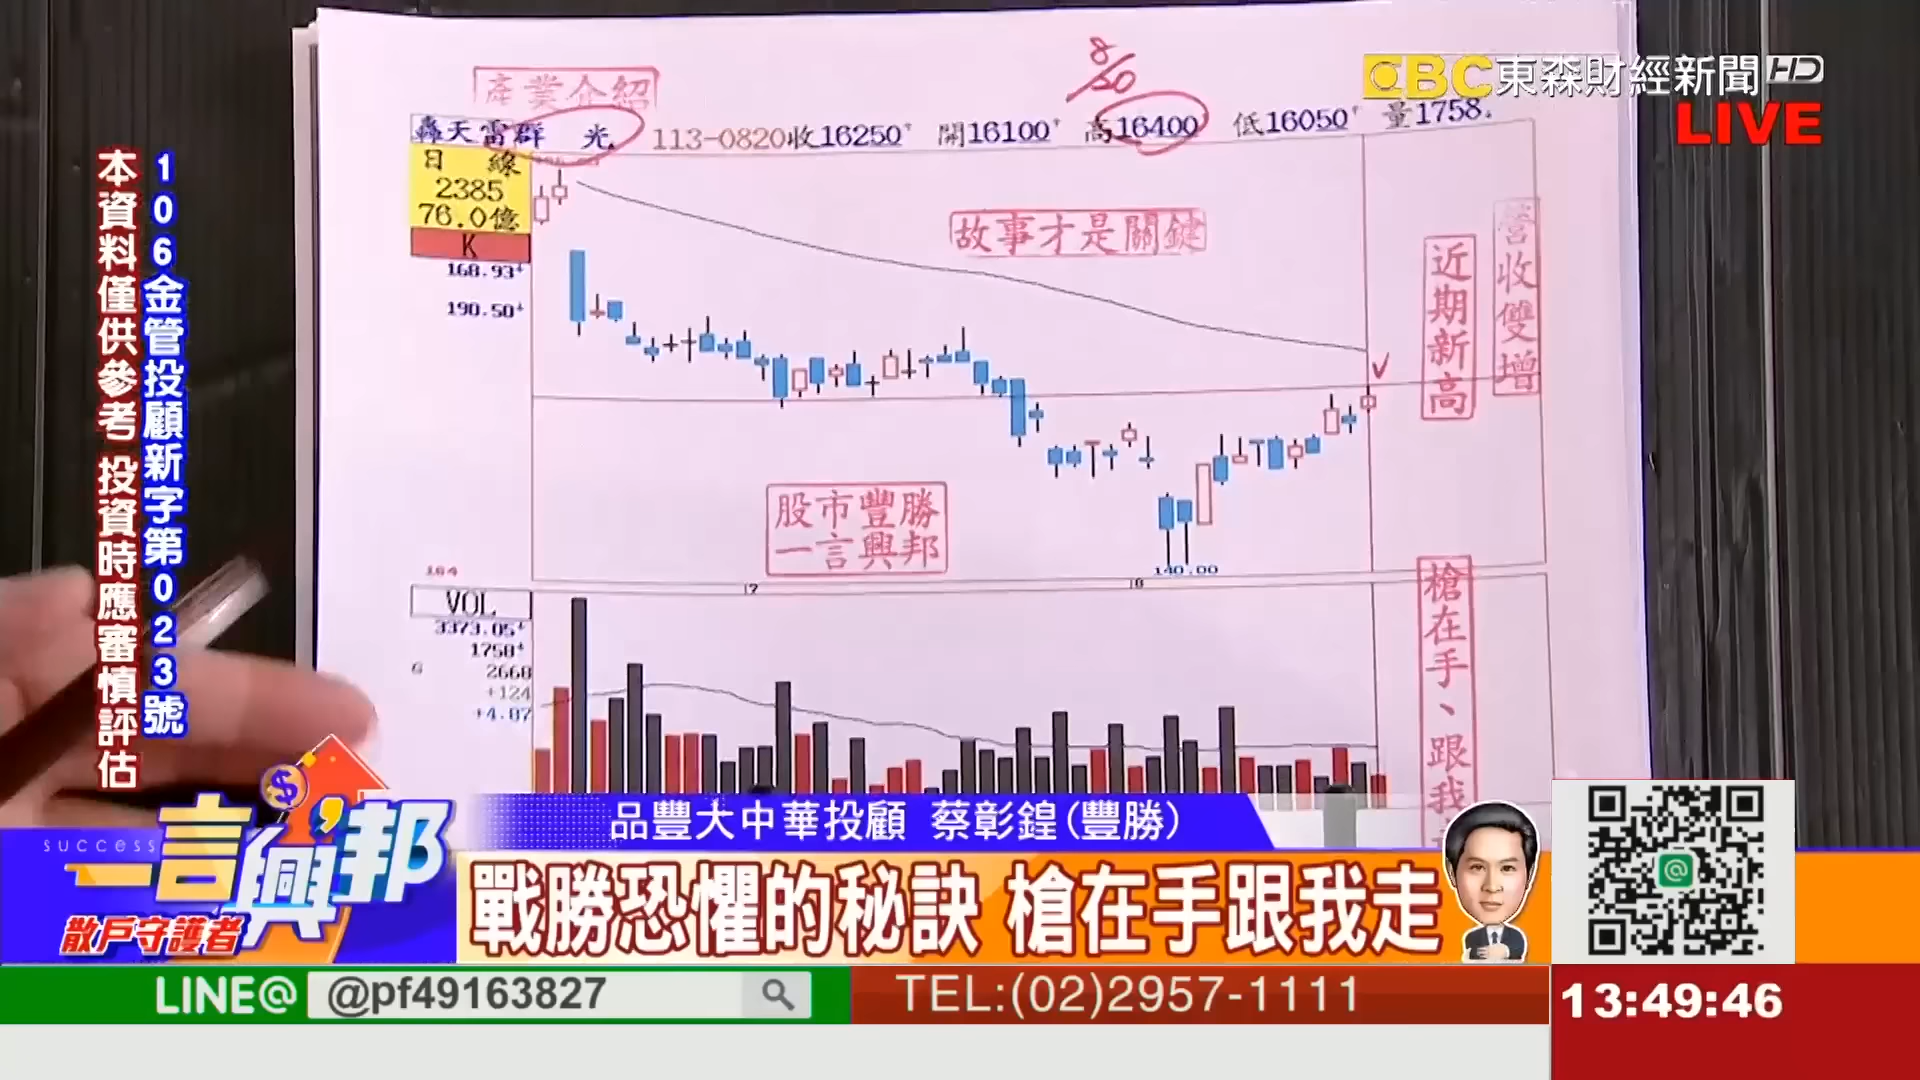 8/20
EBC東森財經新聞HD
LIVE
產業介紹
轟天雷群 光 113-0820收16250 開16100 高16400 低16050 量1758
日 線
2385
76.0億
K
168.93
190.50
故事才是關鍵
營收雙增
近期新高
股市豐勝
一言興邦
140.00
164
7
8
VOL
3373.05
1758
G 2668
+124
+4.07
槍在手、跟我
106金管投顧新字第023號
本資料僅供參考 投資時應審慎評估
success
一言興邦
散戶守護者
品豐大中華投顧 蔡彰鍠(豐勝)
戰勝恐懼的秘訣 槍在手跟我走
LINE@ @pf49163827
TEL:(02)2957-1111
13:49:46